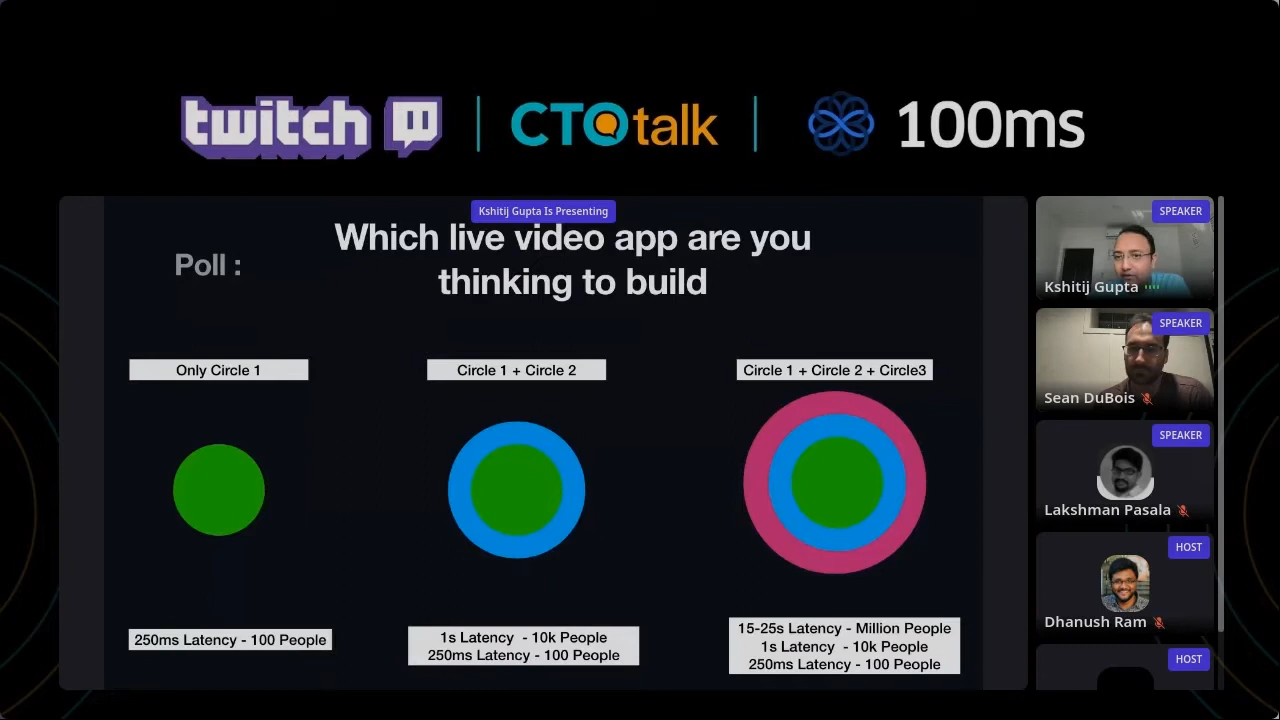 twitch
CTOtalk
100ms
Kshitij Gupta Is Presenting
Poll :
Which live video app are you
thinking to build
Only Circle 1
Circle 1 + Circle 2
Circle 1 + Circle 2 + Circle3
250ms Latency - 100 People
1s Latency - 10k People
250ms Latency - 100 People
15-25s Latency - Million People
1s Latency - 10k People
250ms Latency - 100 People
SPEAKER
Kshitij Gupta
SPEAKER
Sean DuBois
SPEAKER
Lakshman Pasala
HOST
Dhanush Ram
HOST